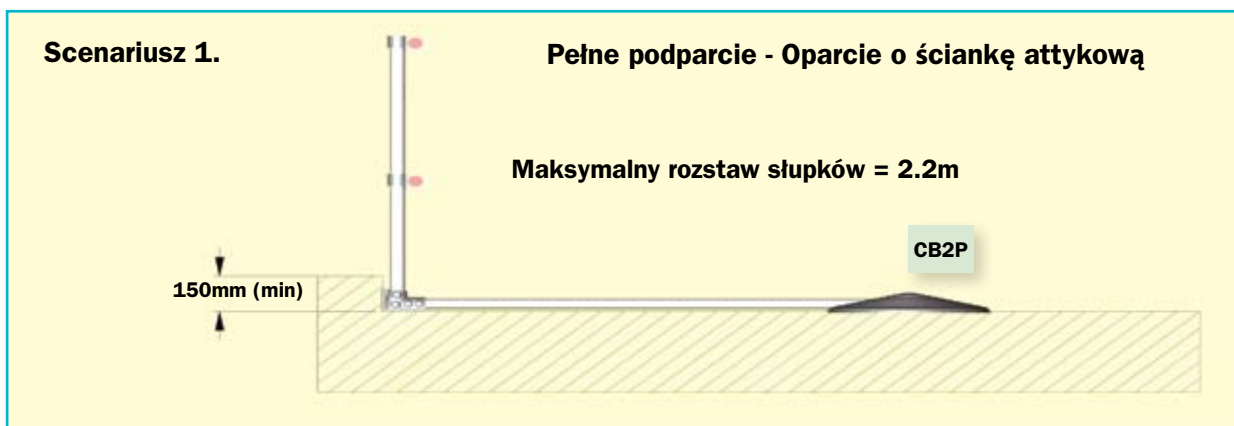 Scenariusz 1.
Pełne podparcie - Oparcie o ściankę attykową
Maksymalny rozstaw słupków = 2.2m
CB2P
150mm (min)